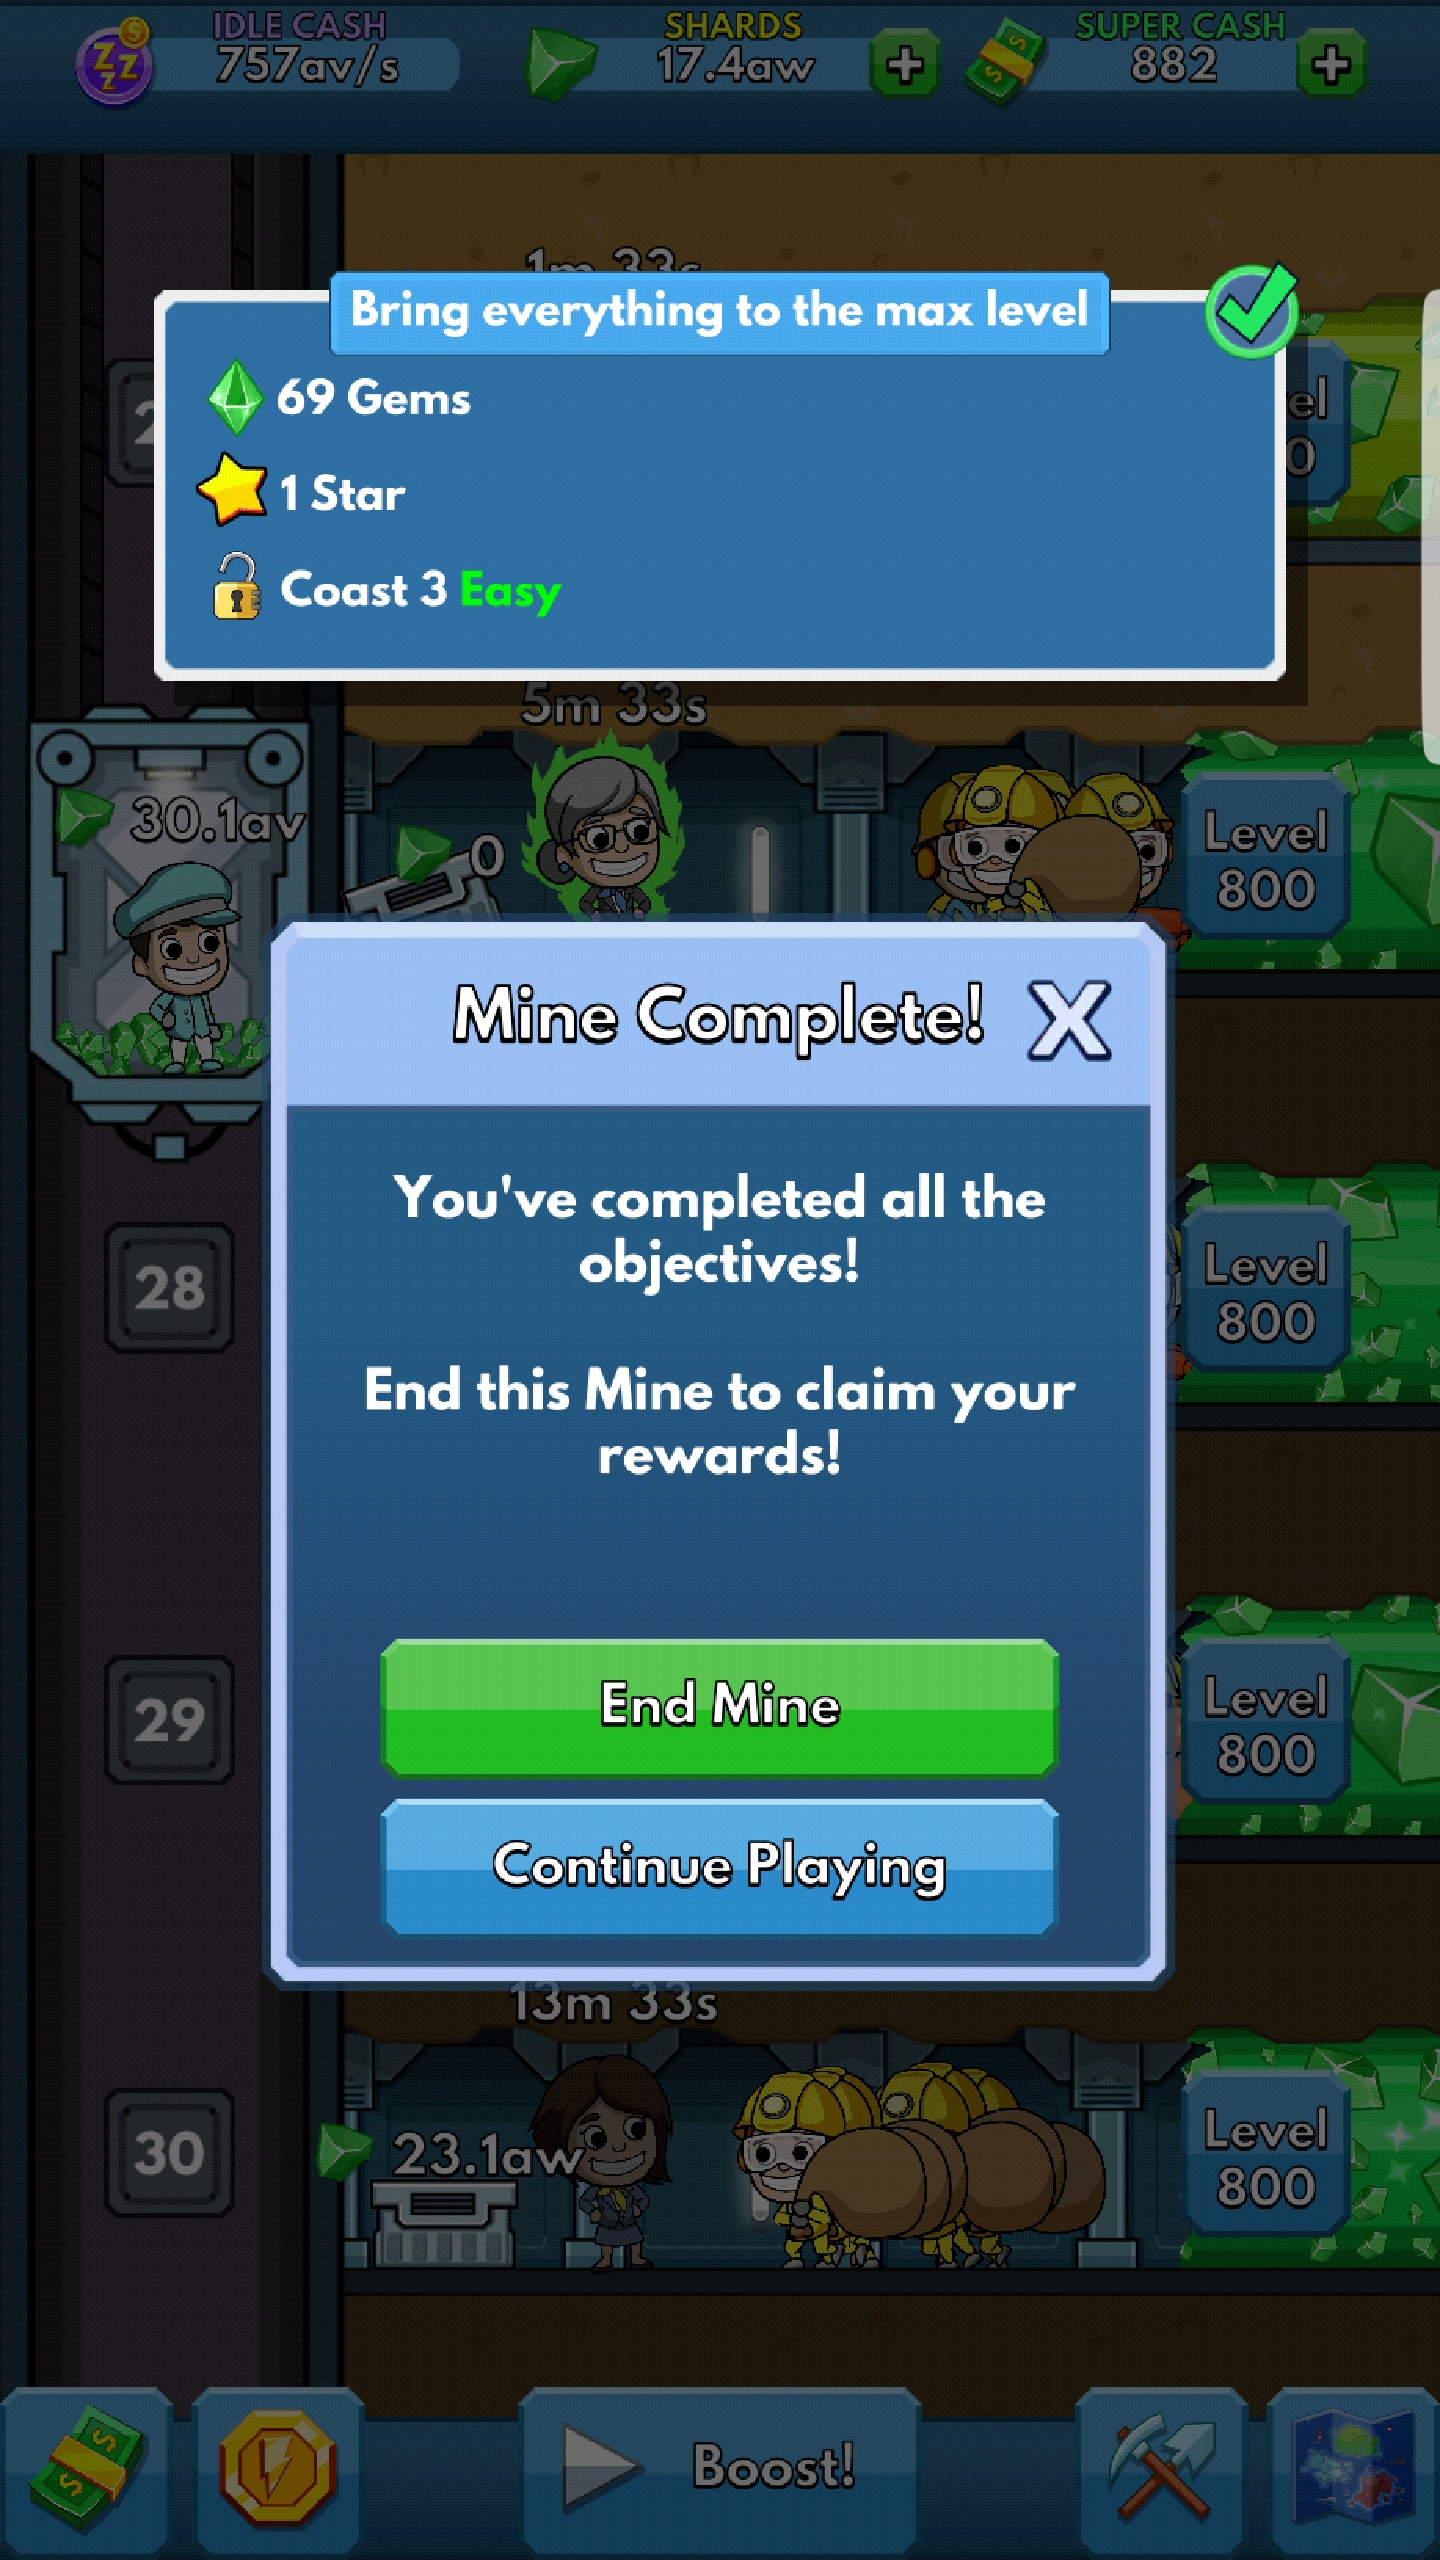 IDLE CASH
757av/s
SHARDS
17.4aw
SUPER CASH
882
1m 33s
Bring everything to the max level
69 Gems
1 Star
Coast 3 Easy
5m 33s
30.1av
0
Level
800
Mine Complete!
X
You've completed all the
objectives!
End this Mine to claim your
rewards!
28
Level
800
29
Level
800
End Mine
Continue Playing
13m 33s
30
23.1aw
Level
800
Boost!